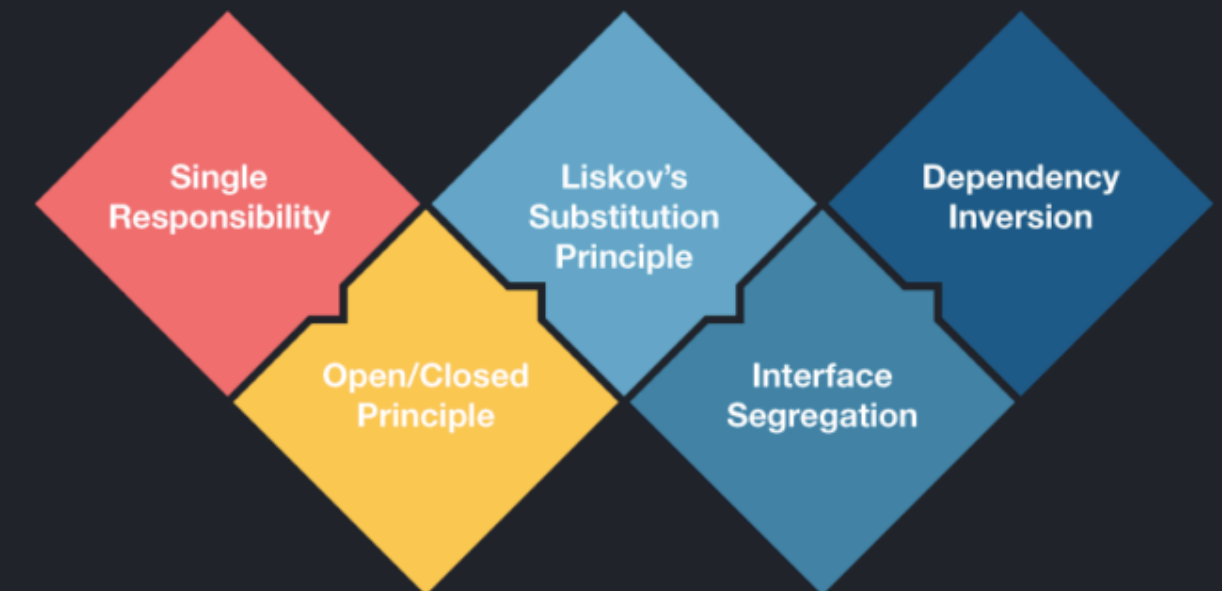 Single
Responsibility
Open/Closed
Principle
Liskov’s
Substitution
Principle
Interface
Segregation
Dependency
Inversion